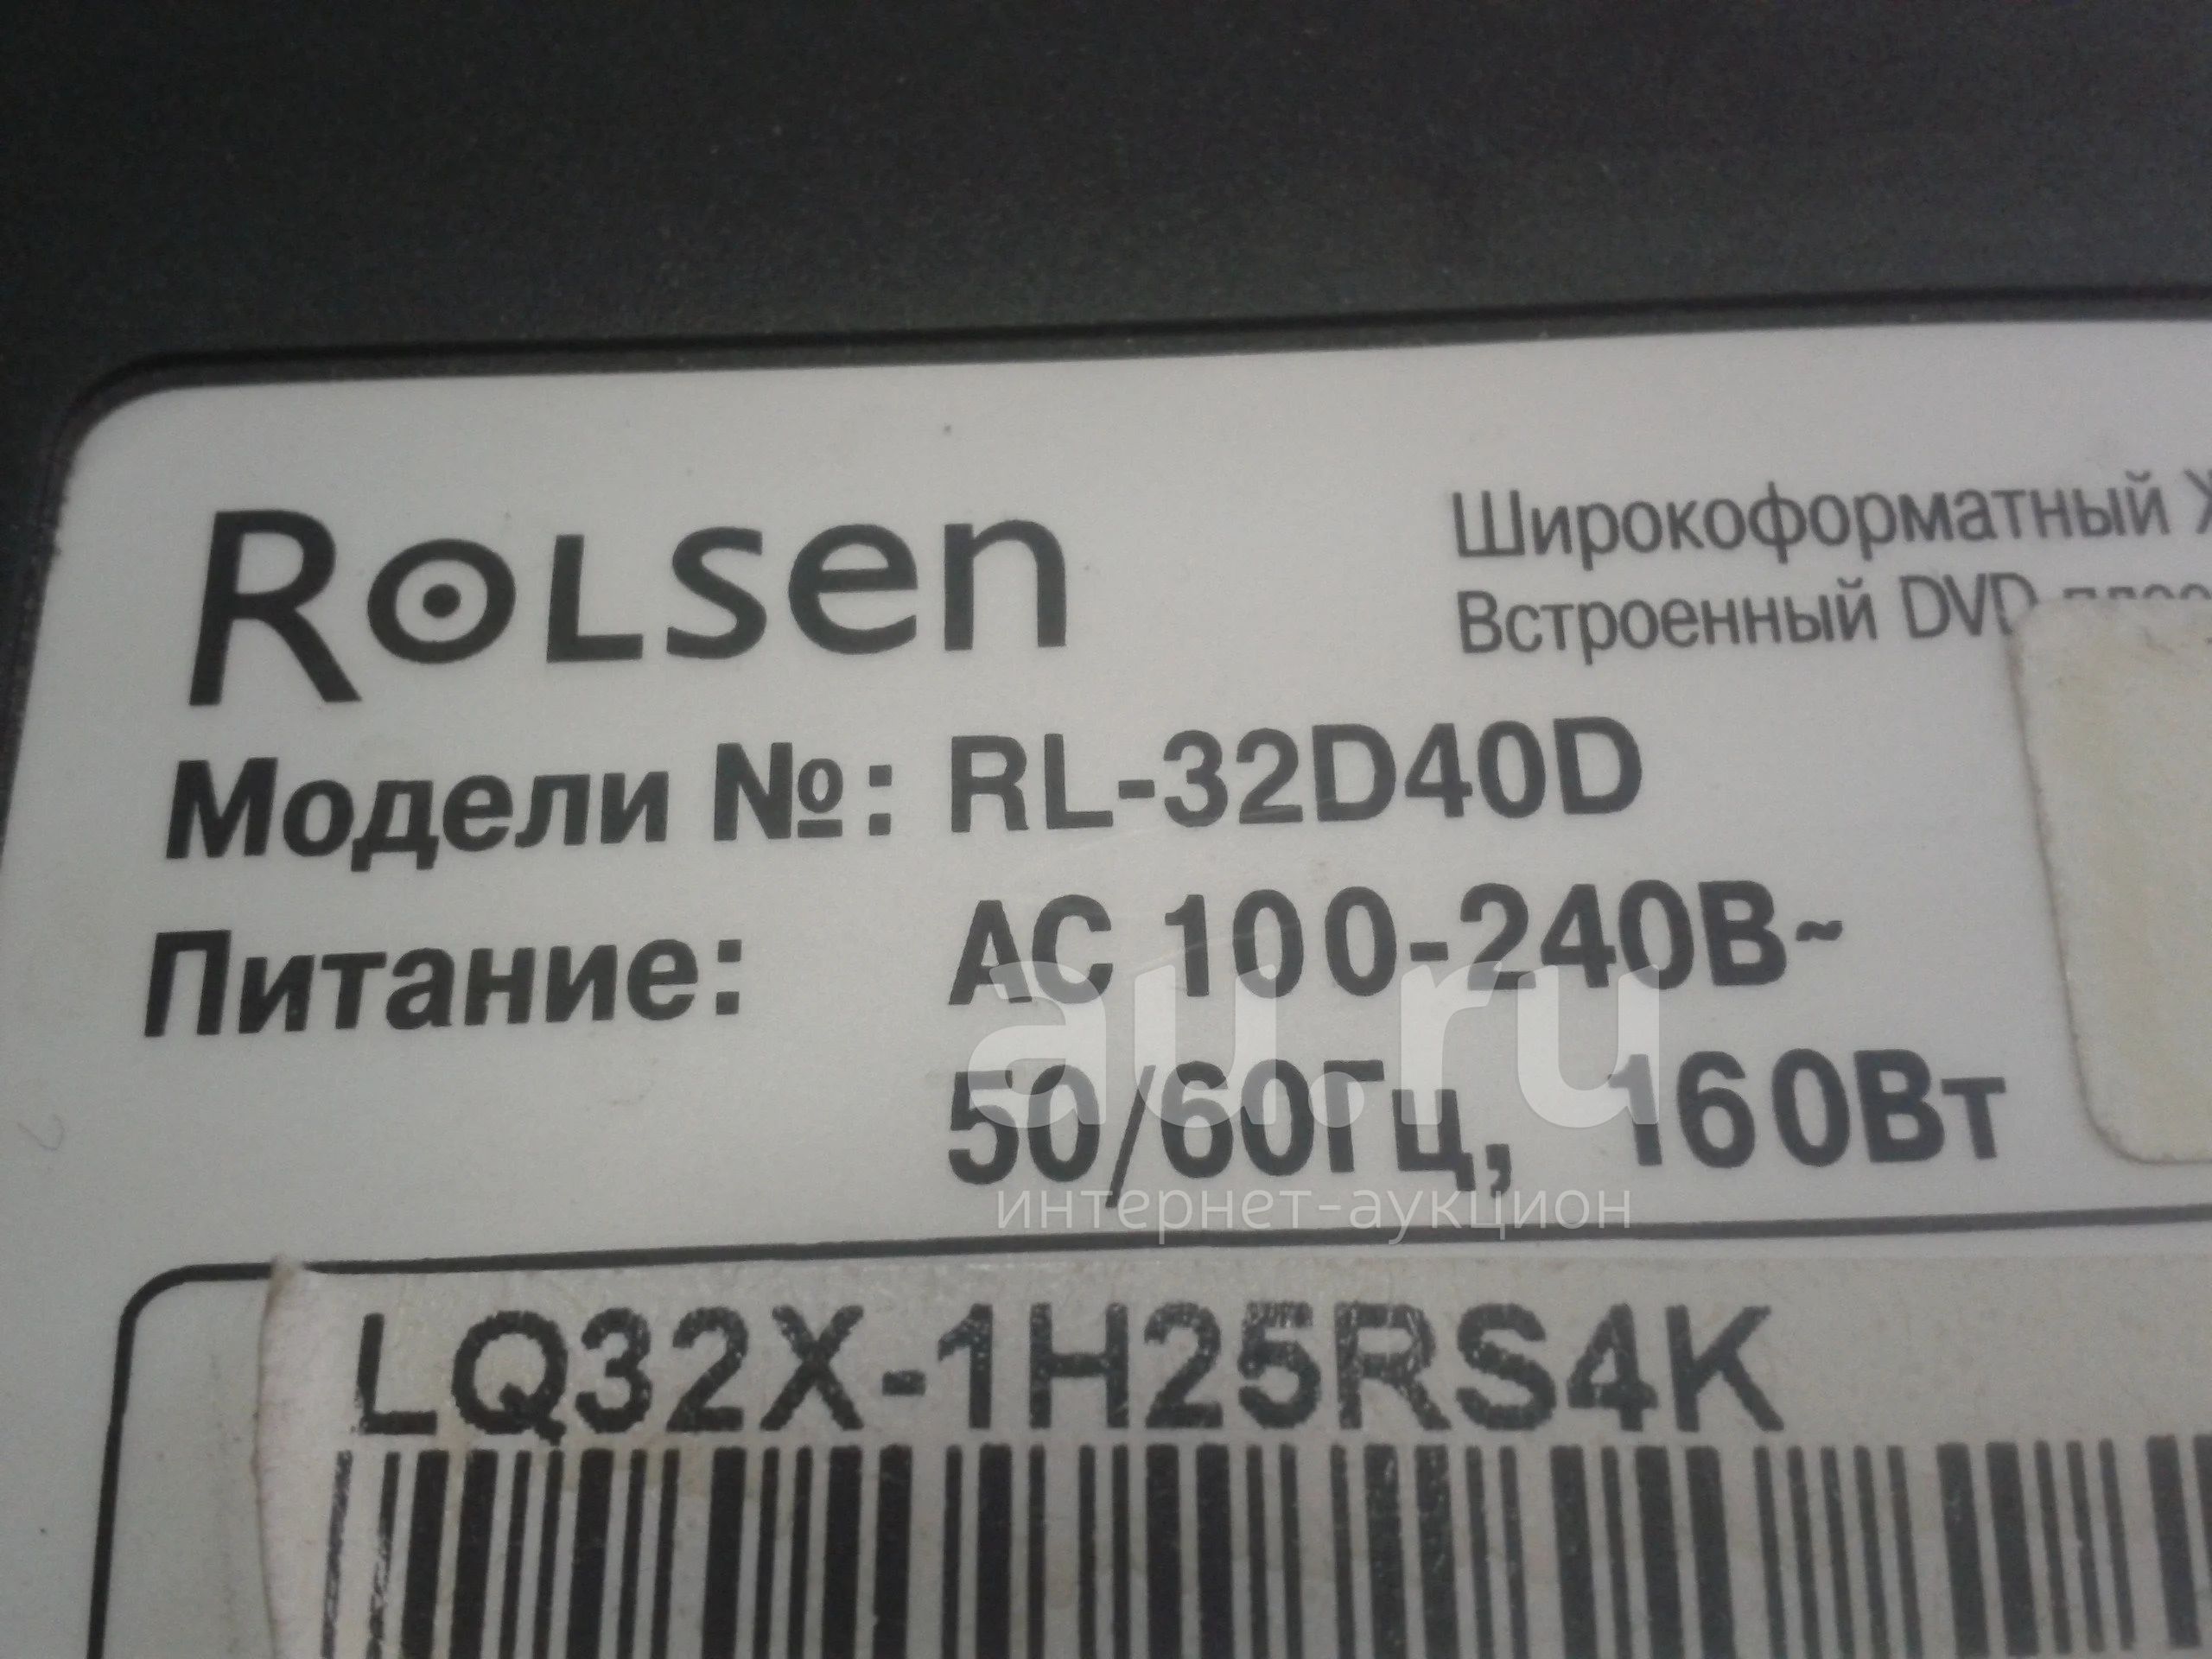 ROLSEN
Широкоформатный
Встроенный DVD
Модели №: RL-32D40D
Питание: AC 100-240В~
50/60Гц, 160Вт
au.ru
интернет-аукцион
LQ32X-1H25RS4K